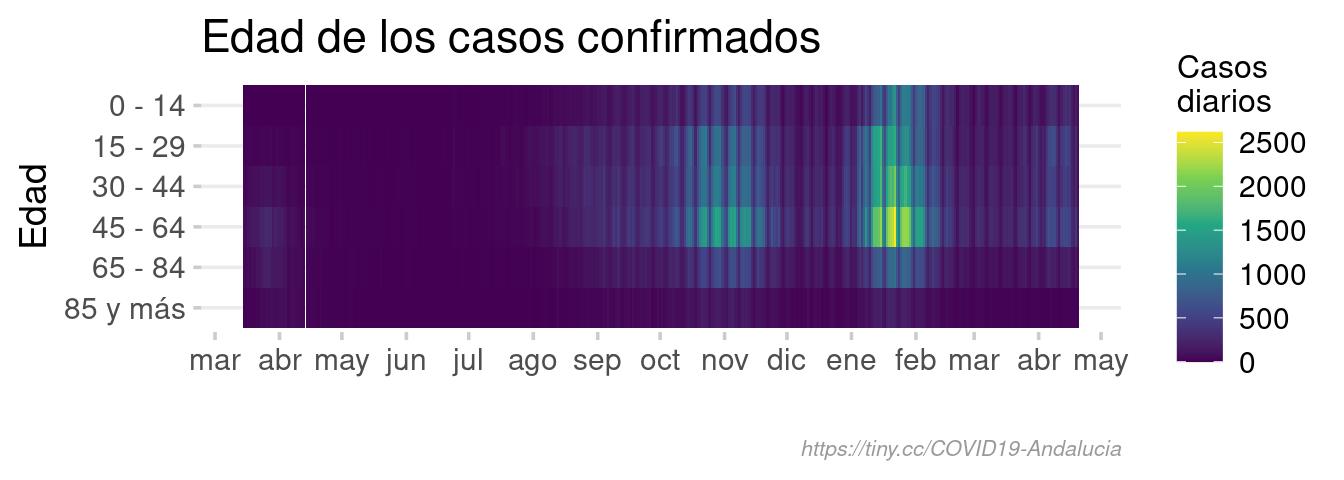 Edad de los casos confirmados
Casos
diarios
2500
2000
1500
1000
500
0
Edad
0 - 14
15 - 29
30 - 44
45 - 64
65 - 84
85 y más
mar abr may jun jul ago sep oct nov dic ene feb mar abr may
https://tiny.cc/COVID19-Andalucia